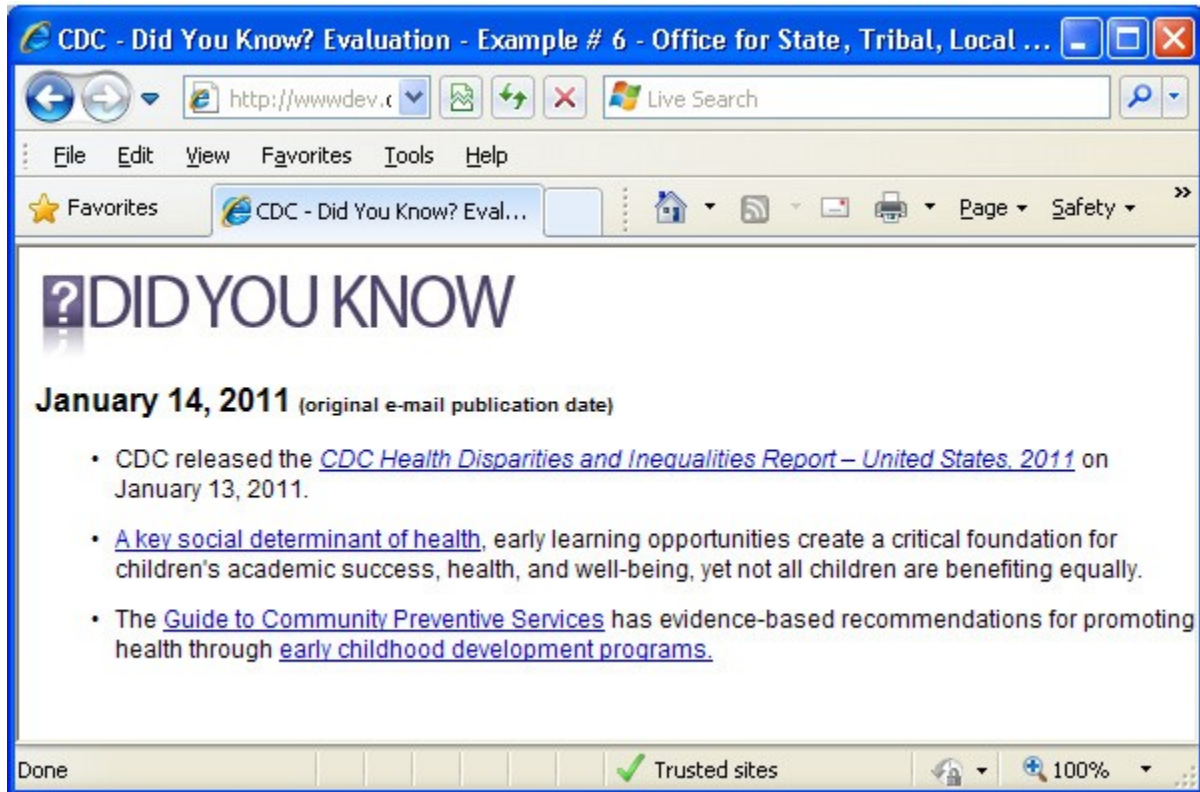 CDC - Did You Know? Evaluation - Example # 6 - Office for State, Tribal, Local ...
http://wwwdev.c
Live Search
File Edit View Favorites Tools Help
Favorites
CDC - Did You Know? Eval...
Page
Safety
»
? DID YOU KNOW
January 14, 2011 (original e-mail publication date)
• CDC released the CDC Health Disparities and Inequalities Report – United States, 2011 on
January 13, 2011.
• A key social determinant of health, early learning opportunities create a critical foundation for
children's academic success, health, and well-being, yet not all children are benefiting equally.
• The Guide to Community Preventive Services has evidence-based recommendations for promoting
health through early childhood development programs.
Done
Trusted sites
100%